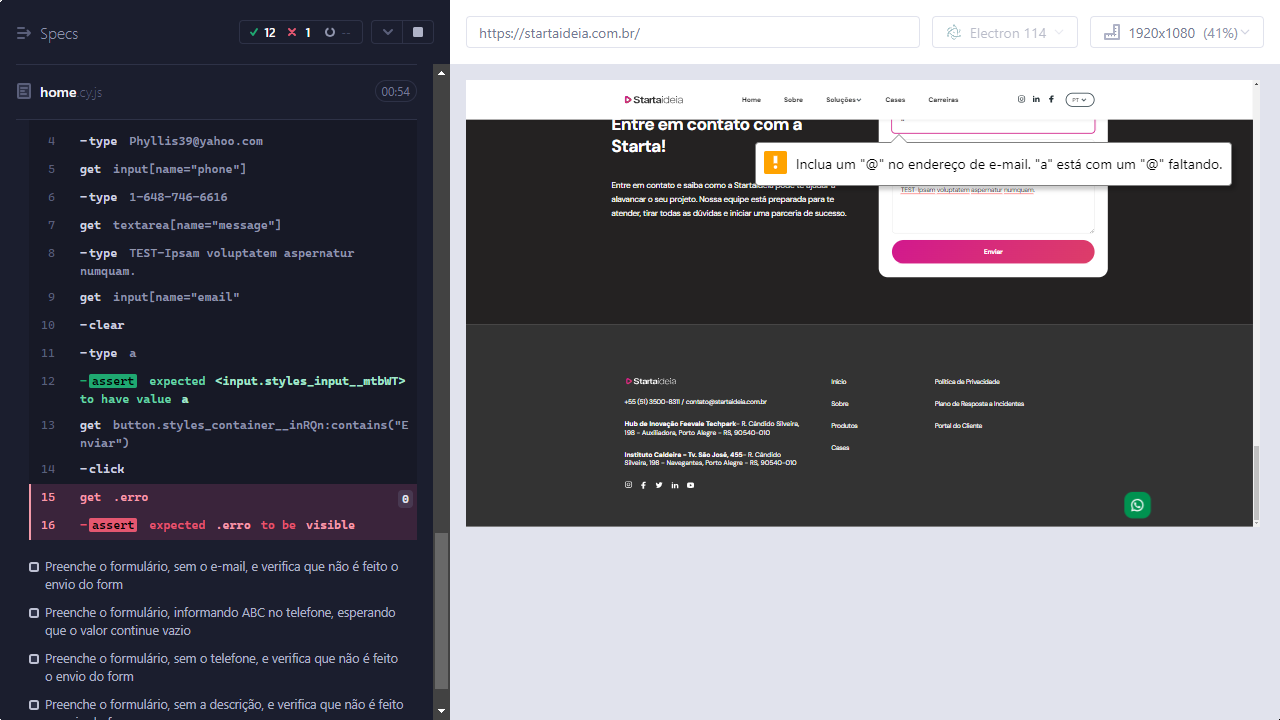 Specs
12
1
--
home.cy.js
00:54
4 -type Phyllis39@yahoo.com
5 get input[name="phone"]
6 -type 1-648-746-6616
7 get textarea[name="message"]
8 -type TEST-Ipsam voluptatem aspernatur
numquam.
9 get input[name="email"
10 -clear
11 -type a
12 -assert expected <input.styles_input__mtbWT>
to have value a
13 get button.styles_container__inRQn:contains("E
nviar")
14 -click
15 get .erro 0
16 -assert expected .erro to be visible
Preenche o formulário, sem o e-mail, e verifica que não é feito o
envio do form
Preenche o formulário, informando ABC no telefone, esperando
que o valor continue vazio
Preenche o formulário, sem o telefone, e verifica que não é feito
o envio do form
Preenche o formulário, sem a descrição, e verifica que não é feito
https://startaideia.com.br/
Electron 114
1920x1080 (41%)
Startaideia
Home
Sobre
Soluções
Cases
Carreiras
PT
Entre em contato com a
Starta!
Inclua um "@" no endereço de e-mail. "a" está com um "@" faltando.
Entre em contato e saiba como a Startaideia pode te ajudar a
alavancar o seu projeto. Nossa equipe está preparada para te
atender, tirar todas as dúvidas e iniciar uma parceria de sucesso.
TEST-Ipsam voluptatem aspernatur numquam.
Enviar
Startaideia
+55 (51) 3500-8311 / contato@startaideia.com.br
Hub de Inovação Feevale Techpark- R. Cândido Silveira,
198 - Auxiliadora, Porto Alegre - RS, 90540-010
Instituto Caldeira - Tv. São José, 455- R. Cândido
Silveira, 198 - Navegantes, Porto Alegre - RS, 90540-010
Início
Sobre
Produtos
Cases
Política de Privacidade
Plano de Resposta a Incidentes
Portal do Cliente